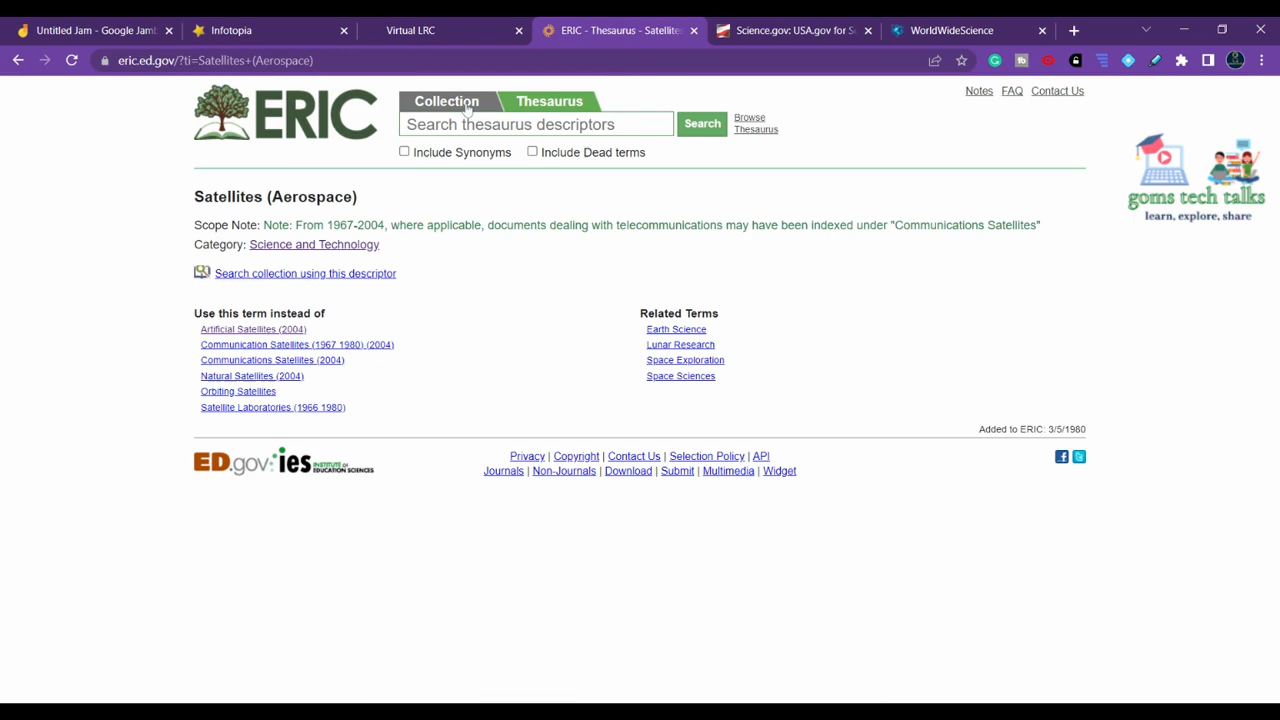 Untitled Jam - Google Jam
Infotopia
Virtual LRC
ERIC - Thesaurus - Satellite
Science.gov: USA.gov for S
WorldWideScience
eric.ed.gov/?ti=Satellites+(Aerospace)
ERIC
Collection
Thesaurus
Search thesaurus descriptors
Search
Browse
Thesaurus
Include Synonyms
Include Dead terms
Notes
FAQ
Contact Us
goms tech talks
learn, explore, share
Satellites (Aerospace)
Scope Note: Note: From 1967-2004, where applicable, documents dealing with telecommunications may have been indexed under "Communications Satellites"
Category: Science and Technology
Search collection using this descriptor
Use this term instead of
Artificial Satellites (2004)
Communication Satellites (1967 1980) (2004)
Communications Satellites (2004)
Natural Satellites (2004)
Orbiting Satellites
Satellite Laboratories (1966 1980)
Related Terms
Earth Science
Lunar Research
Space Exploration
Space Sciences
Added to ERIC: 3/5/1980
ED.gov
ies INSTITUTE OF
EDUCATION SCIENCES
Privacy | Copyright | Contact Us | Selection Policy | API
Journals | Non-Journals | Download | Submit | Multimedia | Widget